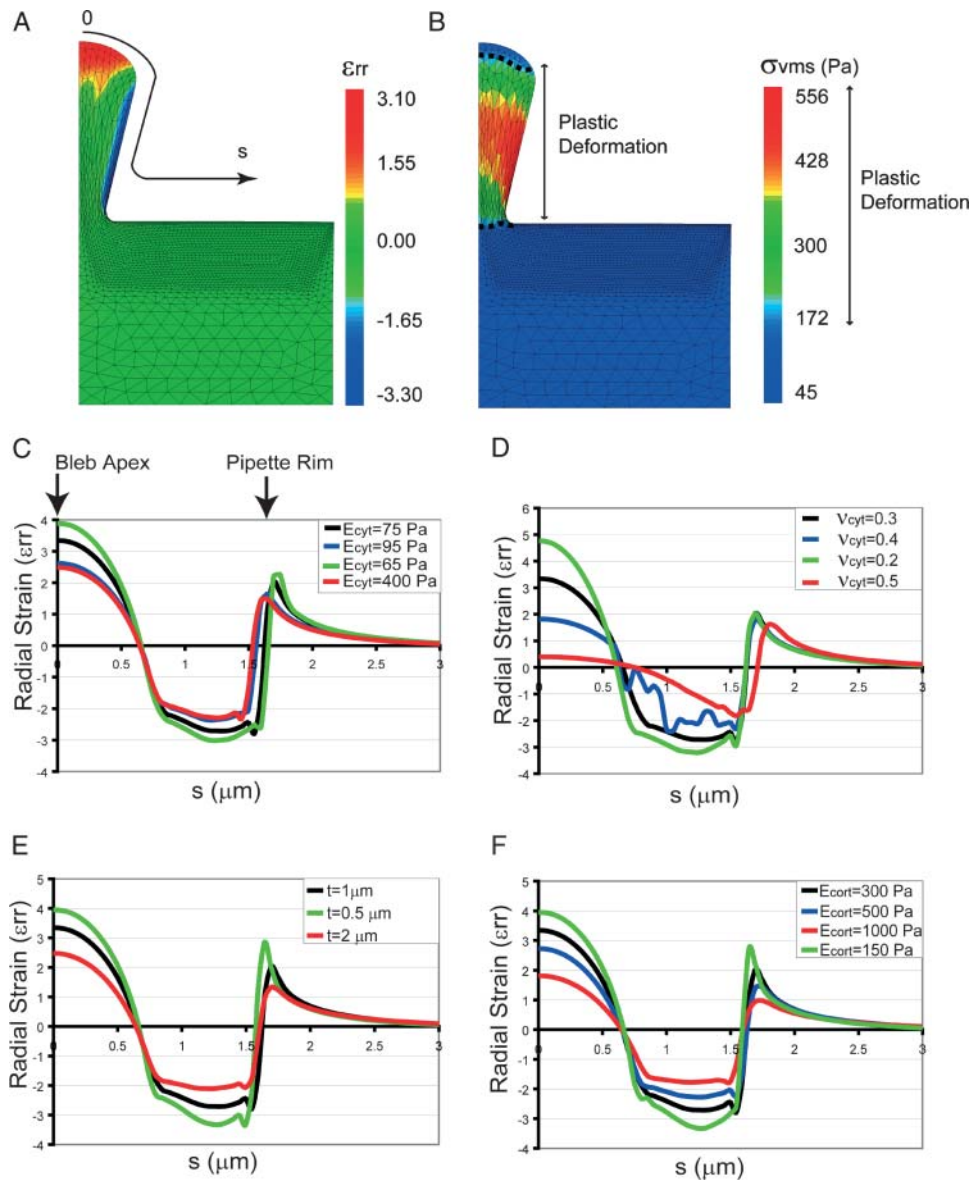 A
0
s
εrr
3.10
1.55
0.00
-1.65
-3.30
B
Plastic
Deformation
σvms (Pa)
556
428
300
172
45
Plastic
Deformation
C
Bleb Apex
Pipette Rim
Radial Strain (εrr)
4
3
2
1
0
-1
-2
-3
-4
0
0.5
1
1.5
2
2.5
3
Ecyt=75 Pa
Ecyt=95 Pa
Ecyt=65 Pa
Ecyt=400 Pa
s (μm)
D
Radial Strain (εrr)
6
5
4
3
2
1
0
-1
-2
-3
-4
0
0.5
1
1.5
2
2.5
3
νcyt=0.3
νcyt=0.4
νcyt=0.2
νcyt=0.5
s (μm)
E
Radial Strain (εrr)
5
4
3
2
1
0
-1
-2
-3
-4
0
0.5
1
1.5
2
2.5
3
t=1μm
t=0.5 μm
t=2 μm
s (μm)
F
Radial Strain (εrr)
5
4
3
2
1
0
-1
-2
-3
-4
0
0.5
1
1.5
2
2.5
3
Ecort=300 Pa
Ecort=500 Pa
Ecort=1000 Pa
Ecort=150 Pa
s (μm)